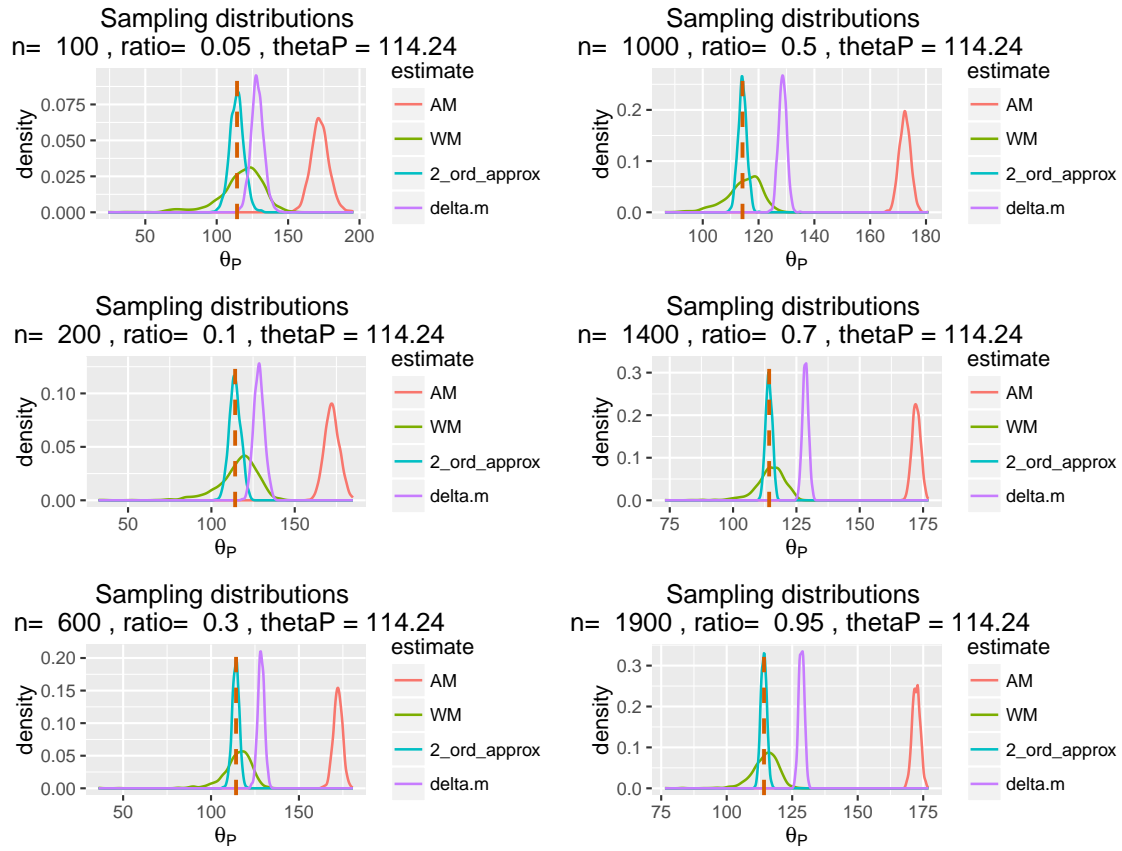 Sampling distributions
n=  100 , ratio=  0.05 , thetaP = 114.24
density
0.075
0.050
0.025
0.000
50 100 150 200
θP
estimate
AM
WM
2_ord_approx
delta.m
Sampling distributions
n=  1000 , ratio=  0.5 , thetaP = 114.24
density
0.2
0.1
0.0
100 120 140 160 180
θP
estimate
AM
WM
2_ord_approx
delta.m
Sampling distributions
n=  200 , ratio=  0.1 , thetaP = 114.24
density
0.10
0.05
0.00
50 100 150
θP
estimate
AM
WM
2_ord_approx
delta.m
Sampling distributions
n=  1400 , ratio=  0.7 , thetaP = 114.24
density
0.3
0.2
0.1
0.0
75 100 125 150 175
θP
estimate
AM
WM
2_ord_approx
delta.m
Sampling distributions
n=  600 , ratio=  0.3 , thetaP = 114.24
density
0.20
0.15
0.10
0.05
0.00
50 100 150
θP
estimate
AM
WM
2_ord_approx
delta.m
Sampling distributions
n=  1900 , ratio=  0.95 , thetaP = 114.24
density
0.3
0.2
0.1
0.0
75 100 125 150 175
θP
estimate
AM
WM
2_ord_approx
delta.m